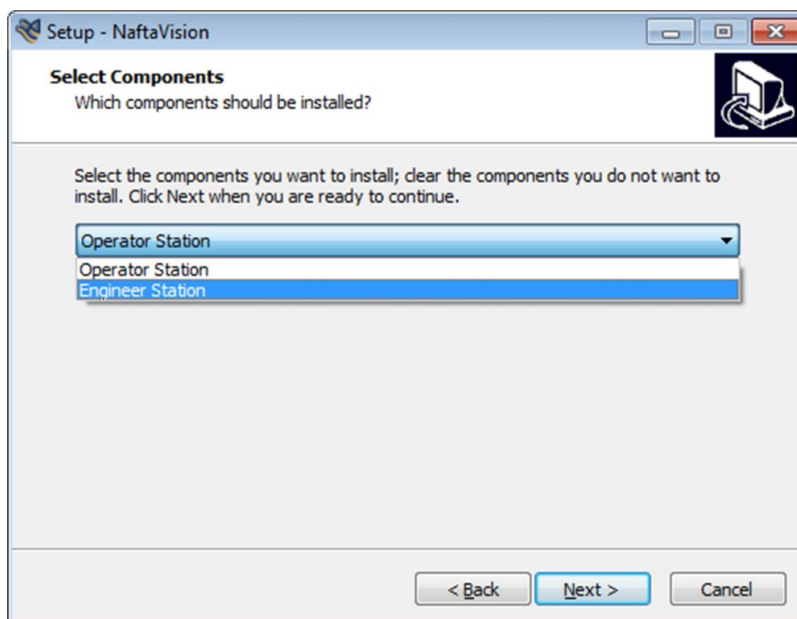 Setup - NaftaVision
Select Components
Which components should be installed?
Select the components you want to install; clear the components you do not want to
install. Click Next when you are ready to continue.
Operator Station
Operator Station
Engineer Station
< Back
Next >
Cancel